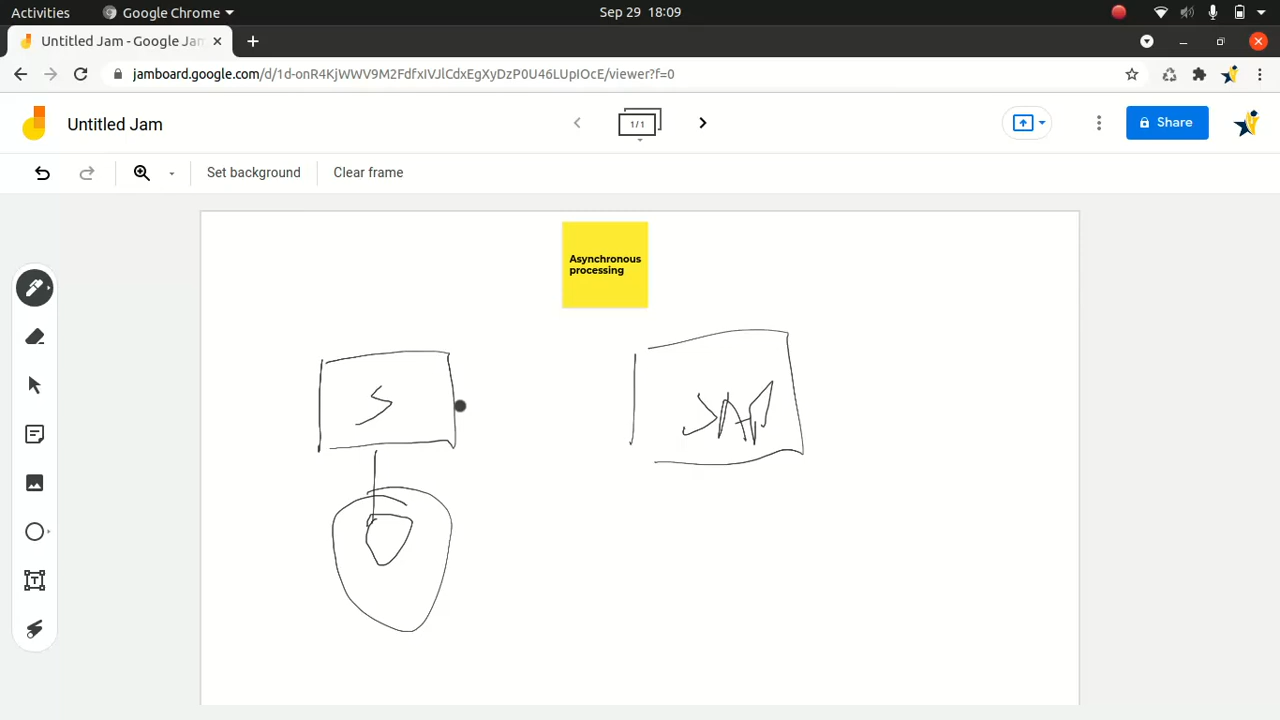 Activities
Google Chrome
Sep 29 18:09
Untitled Jam - Google Jam
jamboard.google.com/d/1d-onR4KjWWV9M2FdfxIVJlCdxEgXyDzP0U46LUpIOcE/viewer?f=0
Untitled Jam
1/1
Share
Set background
Clear frame
Asynchronous
processing
S
SAP